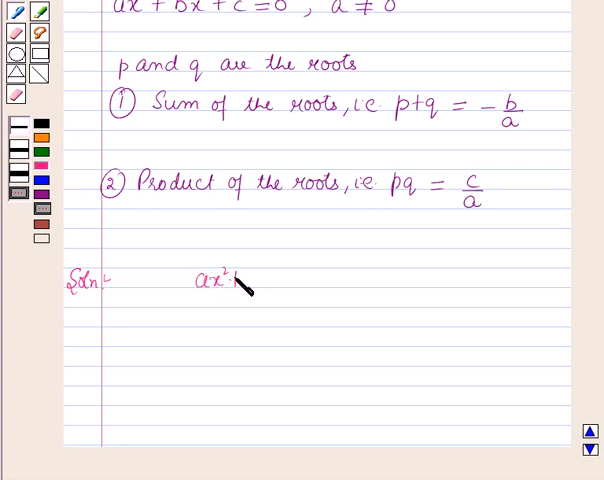 ax² + bx + c = 0 , a ≠ 0
p and q are the roots
① Sum of the roots, i.e. p+q = - b/a
② Product of the roots, i.e. pq = c/a
Soln:- ax² +